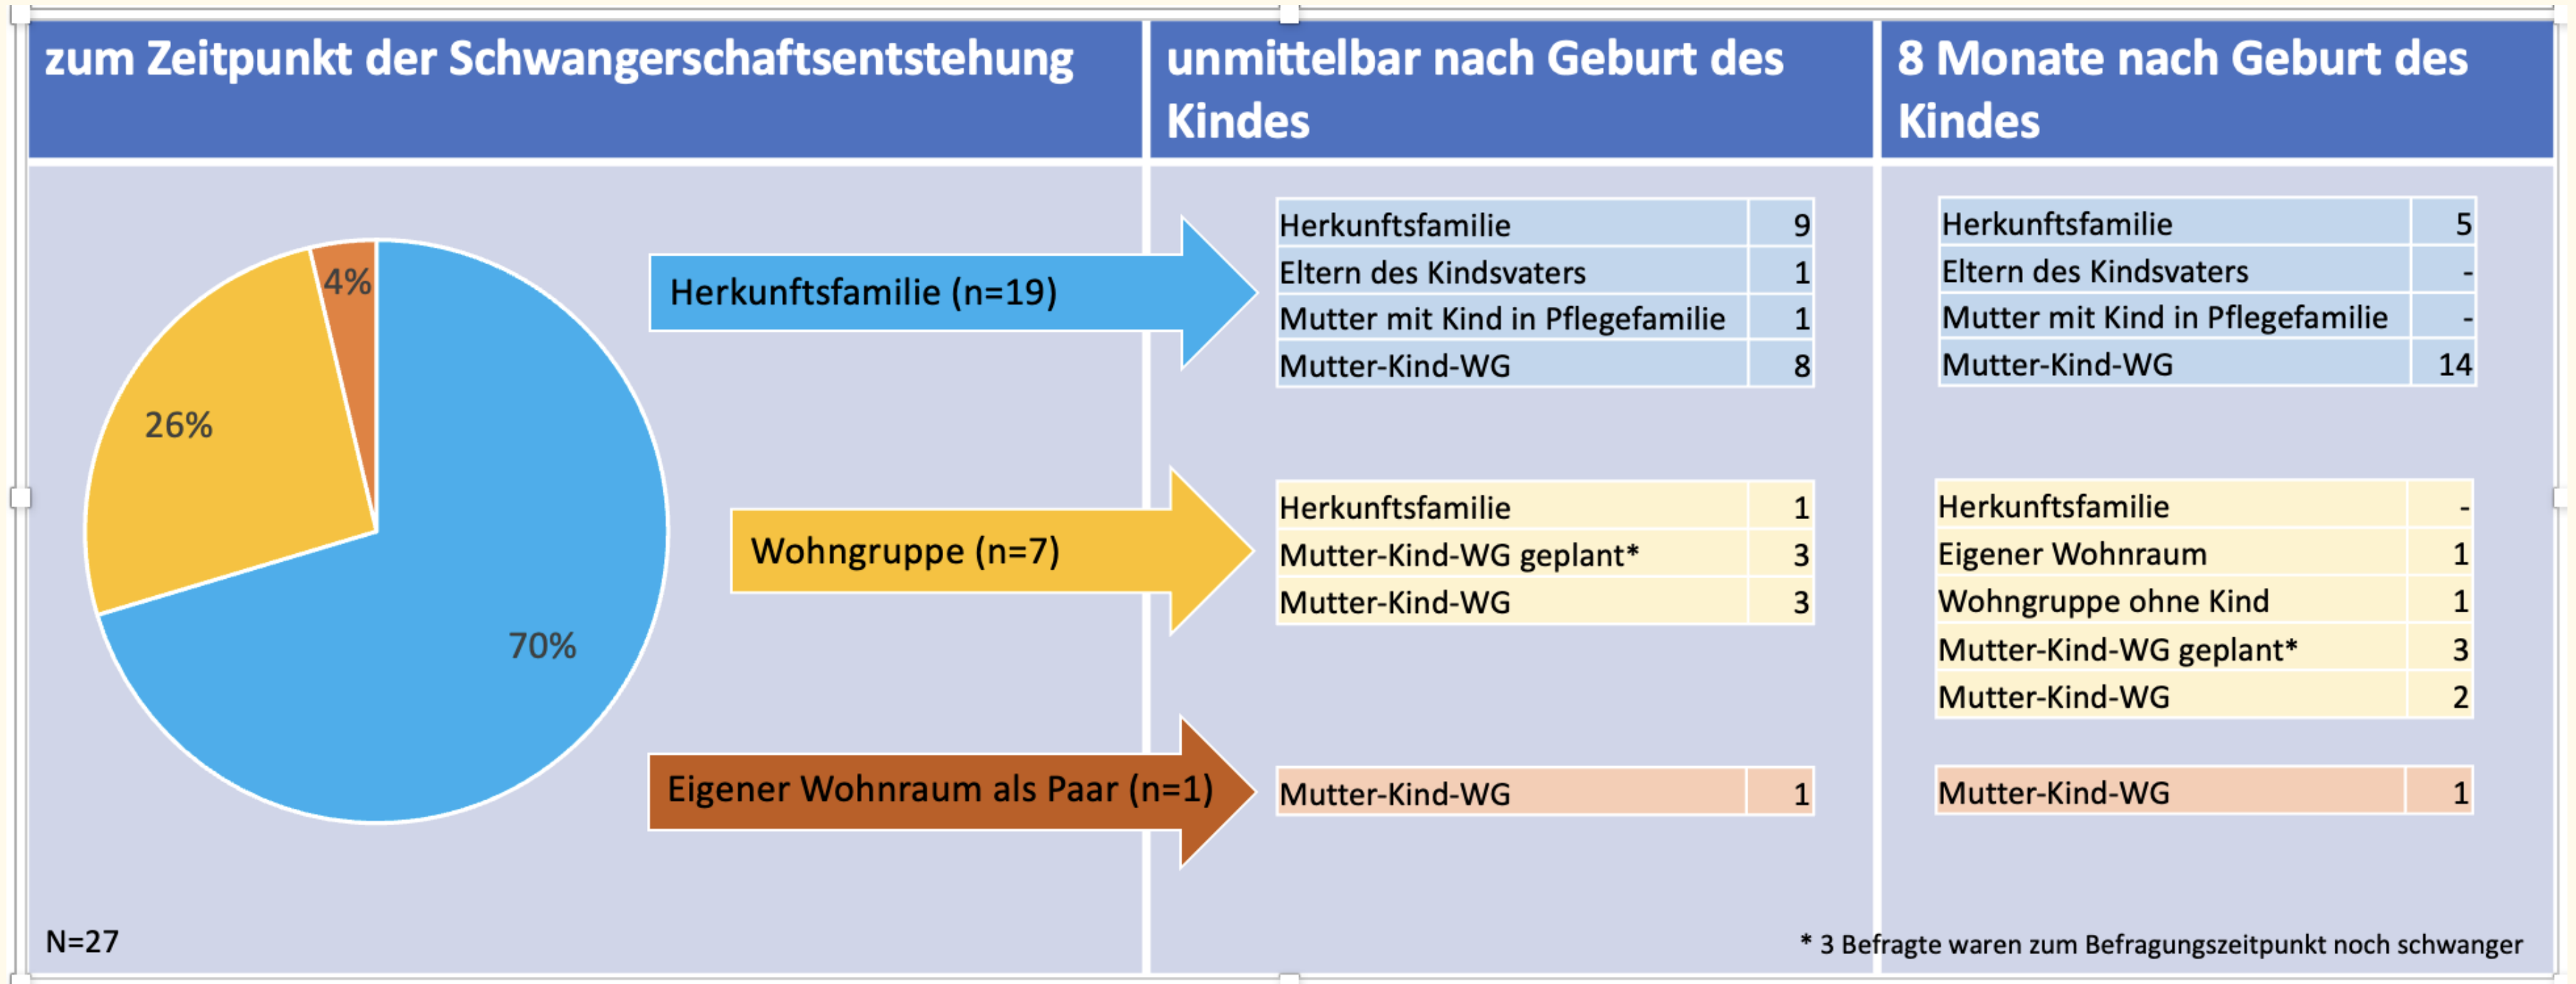 zum Zeitpunkt der Schwangerschaftsentstehung
unmittelbar nach Geburt des
Kindes
8 Monate nach Geburt des
Kindes
4%
26%
70%
Herkunftsfamilie (n=19)
Herkunftsfamilie 9
Eltern des Kindsvaters 1
Mutter mit Kind in Pflegefamilie 1
Mutter-Kind-WG 8
Herkunftsfamilie 5
Eltern des Kindsvaters -
Mutter mit Kind in Pflegefamilie -
Mutter-Kind-WG 14
Wohngruppe (n=7)
Herkunftsfamilie 1
Mutter-Kind-WG geplant* 3
Mutter-Kind-WG 3
Herkunftsfamilie -
Eigener Wohnraum 1
Wohngruppe ohne Kind 1
Mutter-Kind-WG geplant* 3
Mutter-Kind-WG 2
Eigener Wohnraum als Paar (n=1)
Mutter-Kind-WG 1
Mutter-Kind-WG 1
N=27
* 3 Befragte waren zum Befragungszeitpunkt noch schwanger